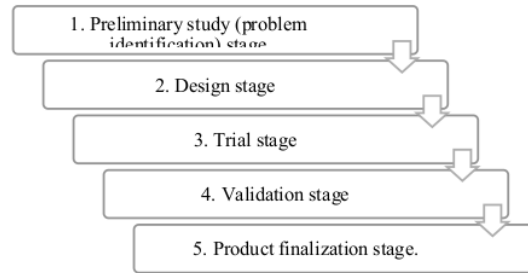 1. Preliminary study (problem
identification) stage
2. Design stage
3. Trial stage
4. Validation stage
5. Product finalization stage.